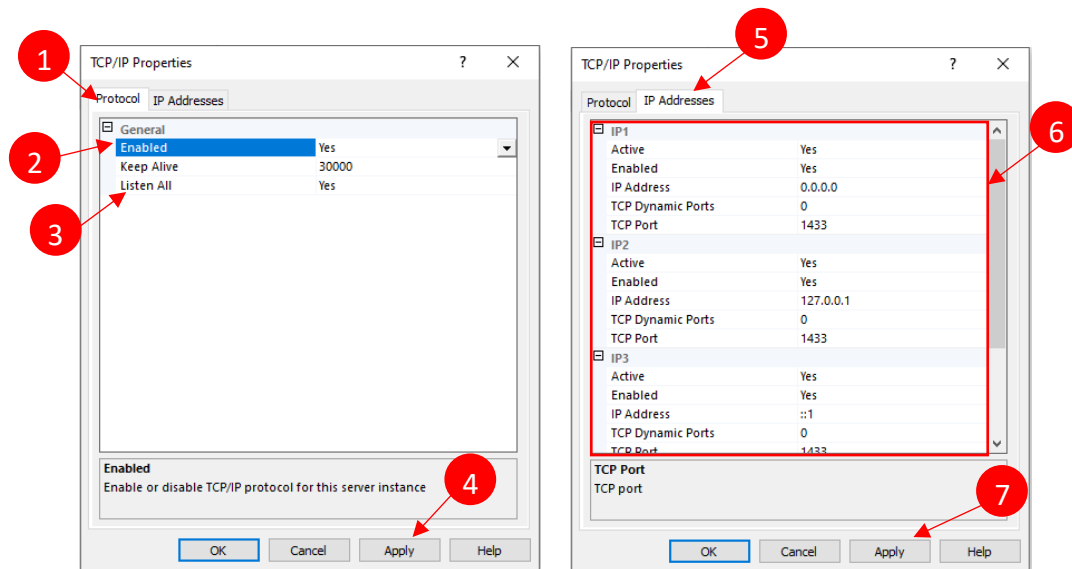 1
TCP/IP Properties ? ×
Protocol IP Addresses
General
2
Enabled Yes
Keep Alive 30000
3
Listen All Yes
Enabled
Enable or disable TCP/IP protocol for this server instance
4
OK Cancel Apply Help
5
TCP/IP Properties ? ×
Protocol IP Addresses
6
IP1
Active Yes
Enabled Yes
IP Address 0.0.0.0
TCP Dynamic Ports 0
TCP Port 1433
IP2
Active Yes
Enabled Yes
IP Address 127.0.0.1
TCP Dynamic Ports 0
TCP Port 1433
IP3
Active Yes
Enabled Yes
IP Address ::1
TCP Dynamic Ports 0
TCP Port 1433
TCP Port
TCP port
7
OK Cancel Apply Help